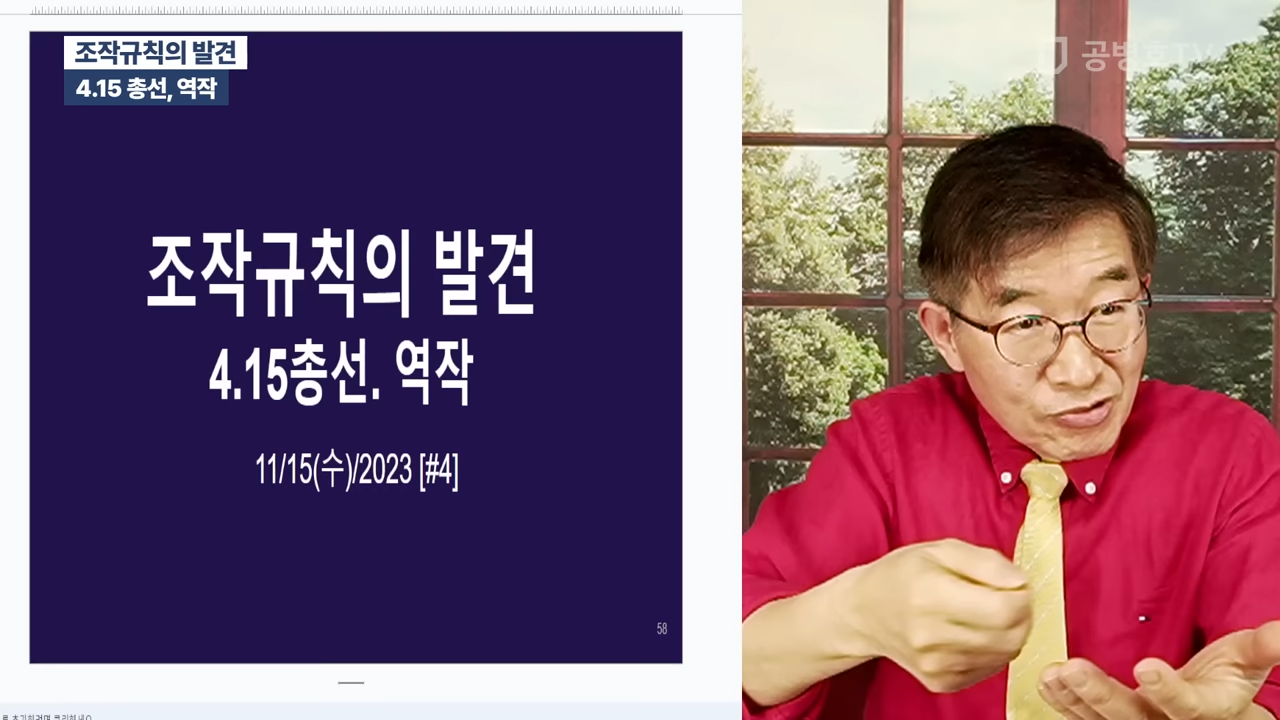 조작규칙의 발견
4.15 총선, 역작
공병호TV
조작규칙의 발견
4.15총선. 역작
11/15(수)/2023 [#4]
58